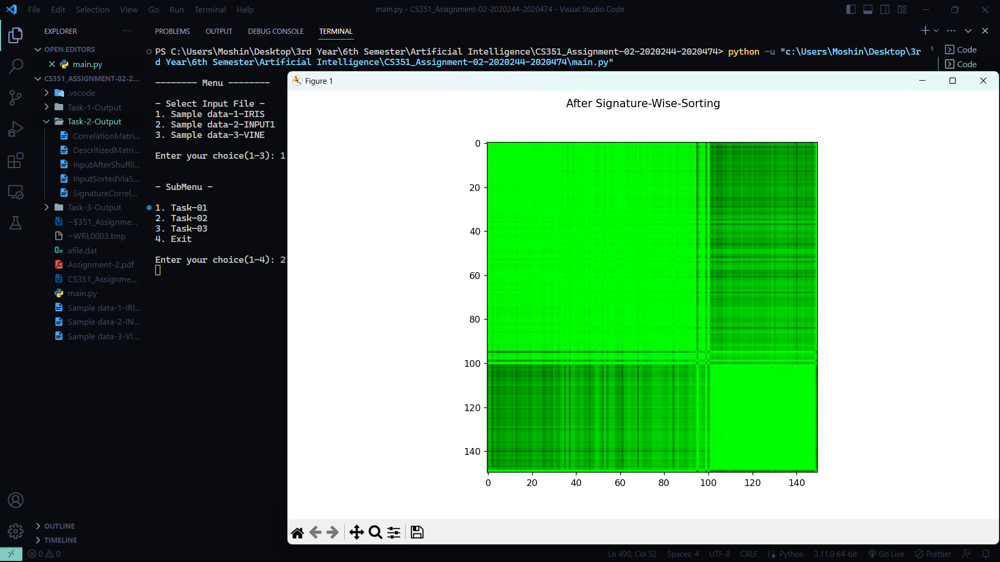 File Edit Selection View Go Run Terminal Help
main.py - CS351_Assignment-02-2020244-2020474 - Visual Studio Code
EXPLORER
OPEN EDITORS
main.py
CS351_ASSIGNMENT-02-2...
.vscode
Task-1-Output
Task-2-Output
CorrelationMatri...
DescritizedMatri...
InputAfterShuffli...
InputSortedViaS...
SignatureCorrel...
Task-3-Output
~$351_Assignme...
~WRL0003.tmp
afile.dat
Assignment-2.pdf
CS351_Assignme...
main.py
Sample data-1-IRI...
Sample data-2-IN...
Sample data-3-VI...
OUTLINE
TIMELINE
PROBLEMS OUTPUT DEBUG CONSOLE TERMINAL
PS C:\Users\Moshin\Desktop\3rd Year\6th Semester\Artificial Intelligence\CS351_Assignment-02-2020244-2020474> python -u "c:\Users\Moshin\Desktop\3r
d Year\6th Semester\Artificial Intelligence\CS351_Assignment-02-2020244-2020474\main.py"
-------- Menu --------
- Select Input File -
1. Sample data-1-IRIS
2. Sample data-2-INPUT1
3. Sample data-3-VINE
Enter your choice(1-3): 1
- SubMenu -
1. Task-01
2. Task-02
3. Task-03
4. Exit
Enter your choice(1-4): 2
Code
Code
Figure 1
After Signature-Wise-Sorting
0
20
40
60
80
100
120
140
0 20 40 60 80 100 120 140
0 0
Ln 490, Col 52 Spaces: 4 UTF-8 CRLF Python 3.11.0 64-bit Go Live Prettier